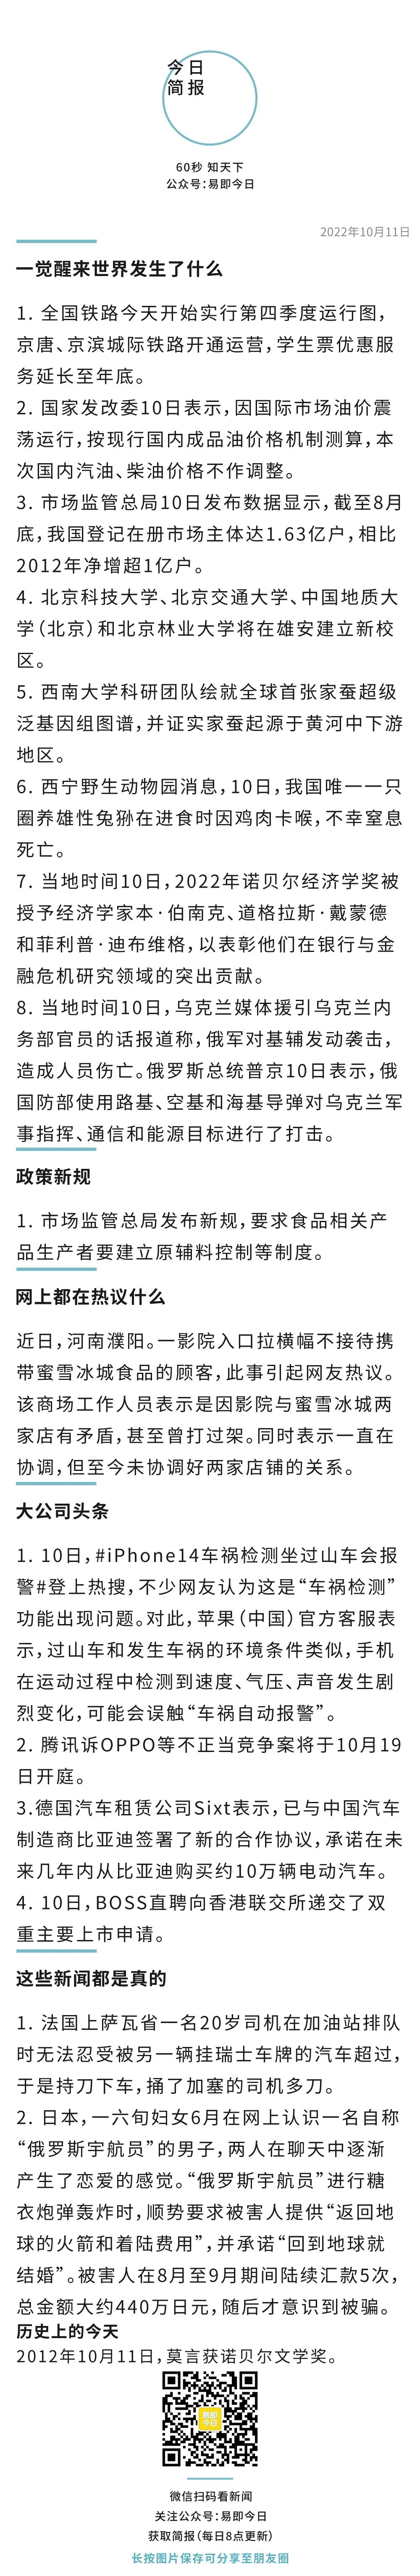 今日
简报
60秒 知天下
公众号：易即今日
2022年10月11日
一觉醒来世界发生了什么
1. 全国铁路今天开始实行第四季度运行图，
京唐、京滨城际铁路开通运营，学生票优惠服
务延长至年底。
2. 国家发改委10日表示，因国际市场油价震
荡运行，按现行国内成品油价格机制测算，本
次国内汽油、柴油价格不作调整。
3. 市场监管总局10日发布数据显示，截至8月
底，我国登记在册市场主体达1.63亿户，相比
2012年净增超1亿户。
4. 北京科技大学、北京交通大学、中国地质大
学（北京）和北京林业大学将在雄安建立新校
区。
5. 西南大学科研团队绘就全球首张家蚕超级
泛基因组图谱，并证实家蚕起源于黄河中下游
地区。
6. 西宁野生动物园消息，10日，我国唯一一只
圈养雄性兔狲在进食时因鸡肉卡喉，不幸窒息
死亡。
7. 当地时间10日，2022年诺贝尔经济学奖被
授予经济学家本·伯南克、道格拉斯·戴蒙德
和菲利普·迪布维格，以表彰他们在银行与金
融危机研究领域的突出贡献。
8. 当地时间10日，乌克兰媒体援引乌克兰内
务部官员的话报道称，俄军对基辅发动袭击，
造成人员伤亡。俄罗斯总统普京10日表示，俄
国防部使用路基、空基和海基导弹对乌克兰军
事指挥、通信和能源目标进行了打击。
政策新规
1. 市场监管总局发布新规，要求食品相关产
品生产者要建立原辅料控制等制度。
网上都在热议什么
近日，河南濮阳。一影院入口拉横幅不接待携
带蜜雪冰城食品的顾客，此事引起网友热议。
该商场工作人员表示是因影院与蜜雪冰城两
家店有矛盾，甚至曾打过架。同时表示一直在
协调，但至今未协调好两家店铺的关系。
大公司头条
1. 10日，#iPhone14车祸检测坐过山车会报
警#登上热搜，不少网友认为这是“车祸检测”
功能出现问题。对此，苹果（中国）官方客服表
示，过山车和发生车祸的环境条件类似，手机
在运动过程中检测到速度、气压、声音发生剧
烈变化，可能会误触“车祸自动报警”。
2. 腾讯诉OPPO等不正当竞争案将于10月19
日开庭。
3.德国汽车租赁公司Sixt表示，已与中国汽车
制造商比亚迪签署了新的合作协议，承诺在未
来几年内从比亚迪购买约10万辆电动汽车。
4. 10日，BOSS直聘向香港联交所递交了双
重主要上市申请。
这些新闻都是真的
1. 法国上萨瓦省一名20岁司机在加油站排队
时无法忍受被另一辆挂瑞士车牌的汽车超过，
于是持刀下车，捅了加塞的司机多刀。
2. 日本，一六旬妇女6月在网上认识一名自称
“俄罗斯宇航员”的男子，两人在聊天中逐渐
产生了恋爱的感觉。“俄罗斯宇航员”进行糖
衣炮弹轰炸时，顺势要求被害人提供“返回地
球的火箭和着陆费用”，并承诺“回到地球就
结婚”。被害人在8月至9月期间陆续汇款5次，
总金额大约440万日元，随后才意识到被骗。
历史上的今天
2012年10月11日，莫言获诺贝尔文学奖。
易即
今日
微信扫码看新闻
关注公众号：易即今日
获取简报（每日8点更新）
长按图片保存可分享至朋友圈